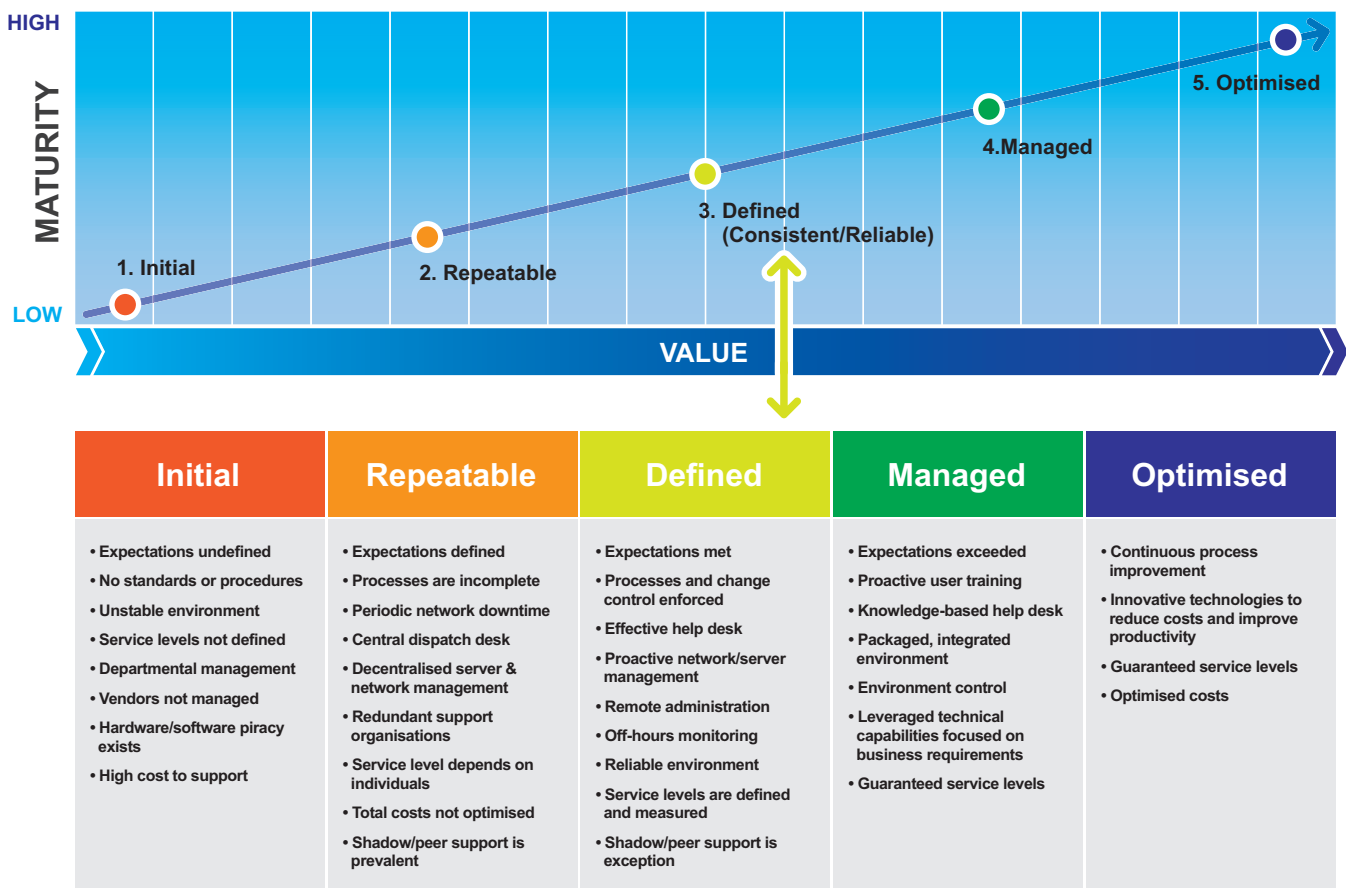 HIGH
MATURITY
LOW
1. Initial
2. Repeatable
3. Defined
(Consistent/Reliable)
4.Managed
5. Optimised
VALUE
Initial
• Expectations undefined
• No standards or procedures
• Unstable environment
• Service levels not defined
• Departmental management
• Vendors not managed
• Hardware/software piracy
exists
• High cost to support
Repeatable
• Expectations defined
• Processes are incomplete
• Periodic network downtime
• Central dispatch desk
• Decentralised server &
network management
• Redundant support
organisations
• Service level depends on
individuals
• Total costs not optimised
• Shadow/peer support is
prevalent
Defined
• Expectations met
• Processes and change
control enforced
• Effective help desk
• Proactive network/server
management
• Remote administration
• Off-hours monitoring
• Reliable environment
• Service levels are defined
and measured
• Shadow/peer support is
exception
Managed
• Expectations exceeded
• Proactive user training
• Knowledge-based help desk
• Packaged, integrated
environment
• Environment control
• Leveraged technical
capabilities focused on
business requirements
• Guaranteed service levels
Optimised
• Continuous process
improvement
• Innovative technologies to
reduce costs and improve
productivity
• Guaranteed service levels
• Optimised costs